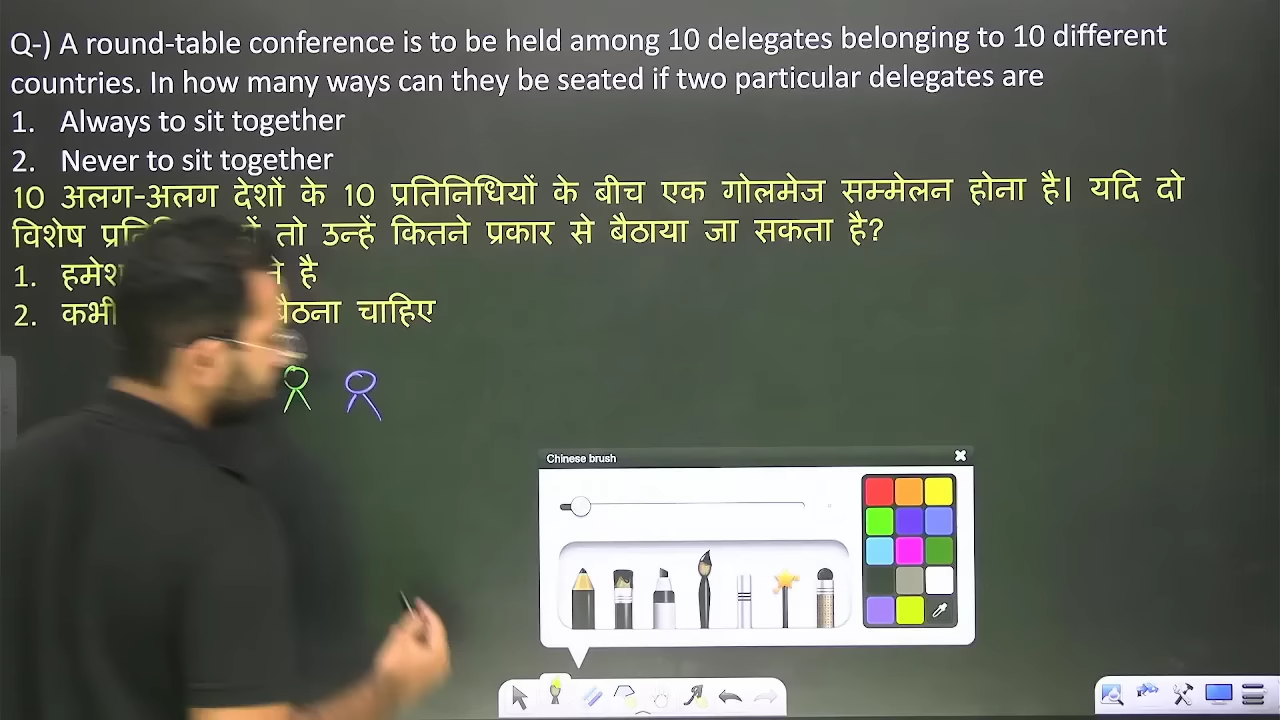 Q-) A round-table conference is to be held among 10 delegates belonging to 10 different
countries. In how many ways can they be seated if two particular delegates are
1. Always to sit together
2. Never to sit together
10 अलग-अलग देशों के 10 प्रतिनिधियों के बीच एक गोलमेज सम्मेलन होना है। यदि दो
विशेष तो उन्हें कितने प्रकार से बैठाया जा सकता है?
1. है
2. कभी चाहिए
Chinese brush